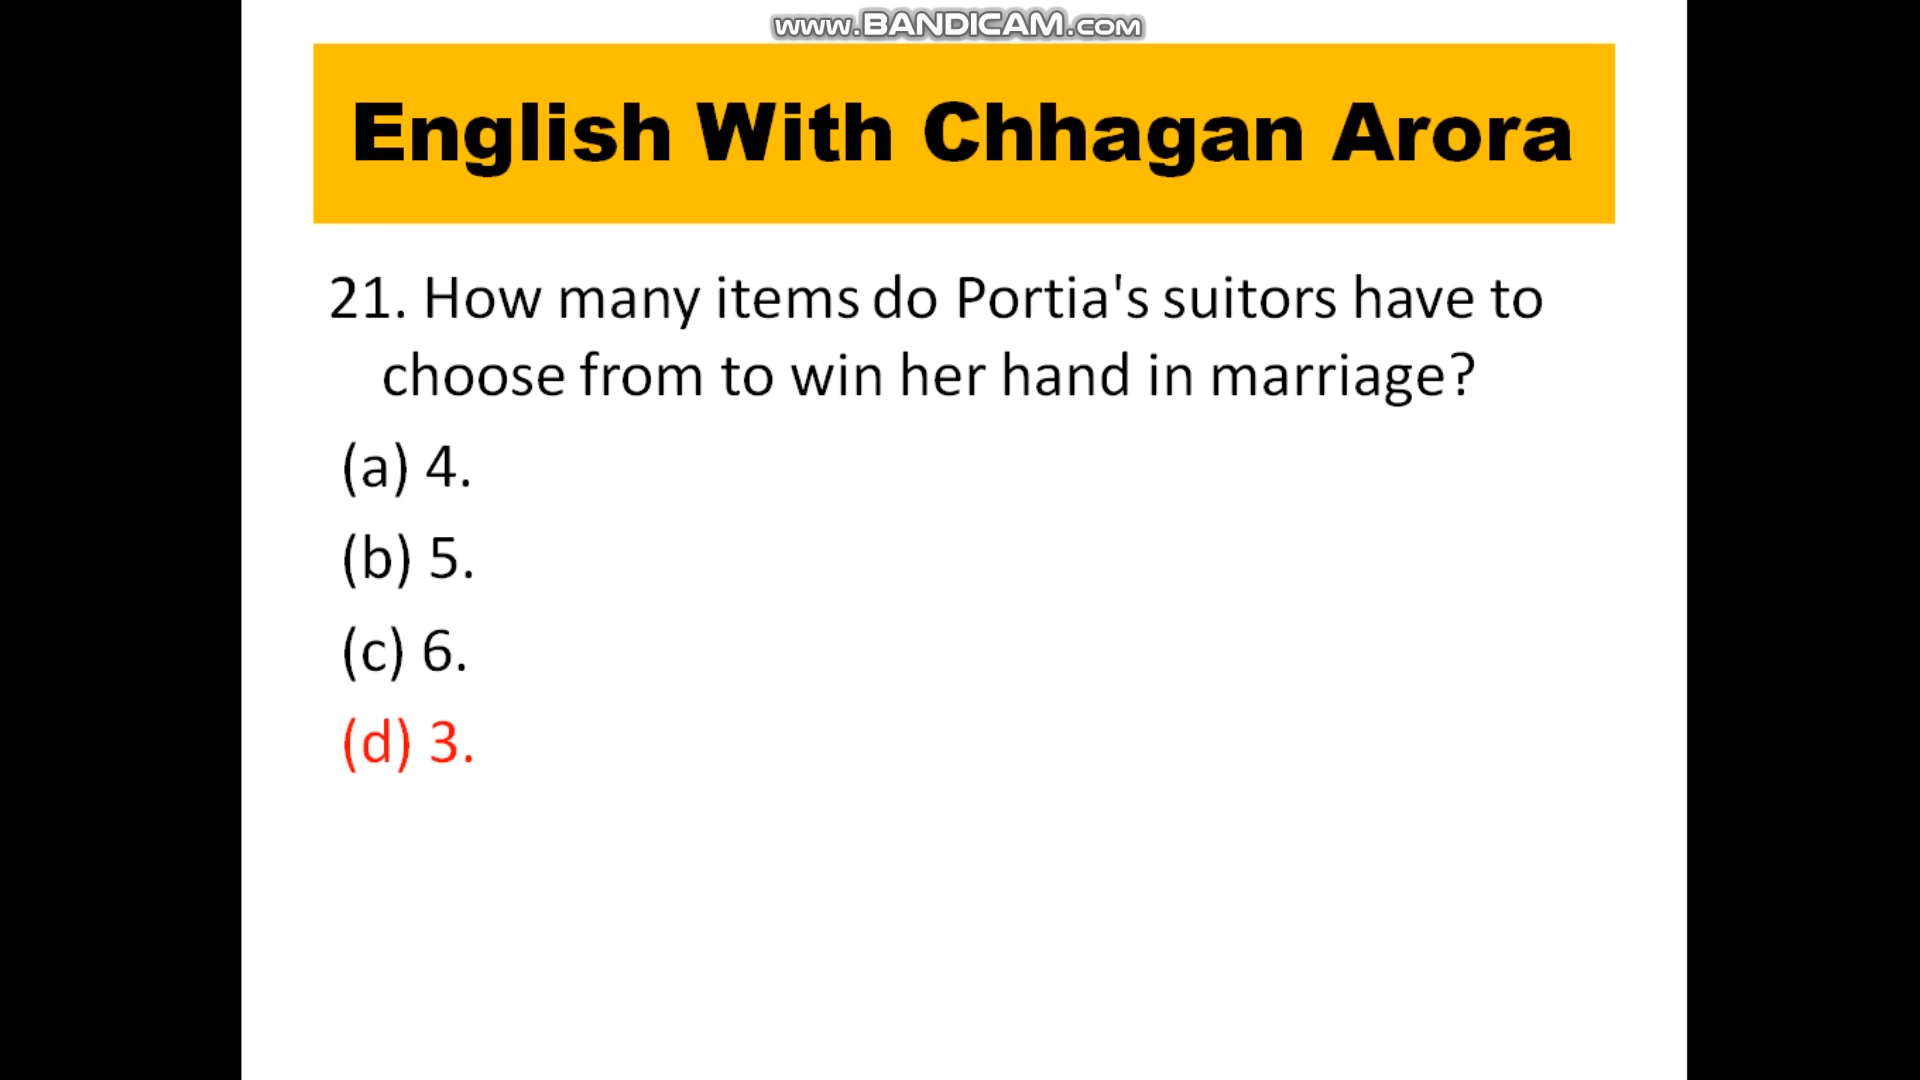 www.BANDICAM.com
English With Chhagan Arora
21. How many items do Portia's suitors have to
choose from to win her hand in marriage?
(a) 4.
(b) 5.
(c) 6.
(d) 3.